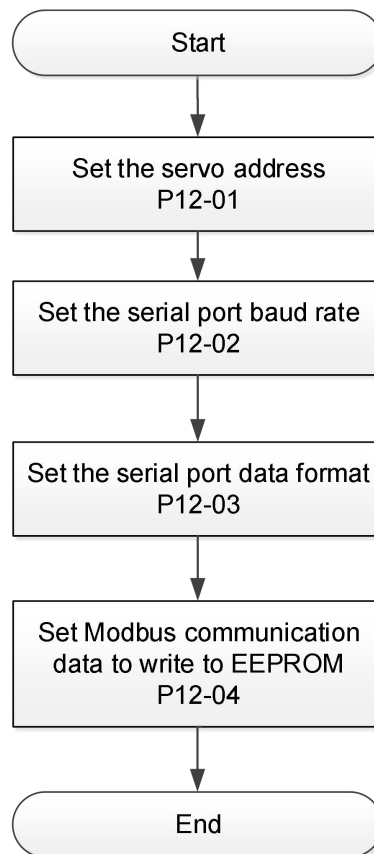 Start
Set the servo address
P12-01
Set the serial port baud rate
P12-02
Set the serial port data format
P12-03
Set Modbus communication
data to write to EEPROM
P12-04
End